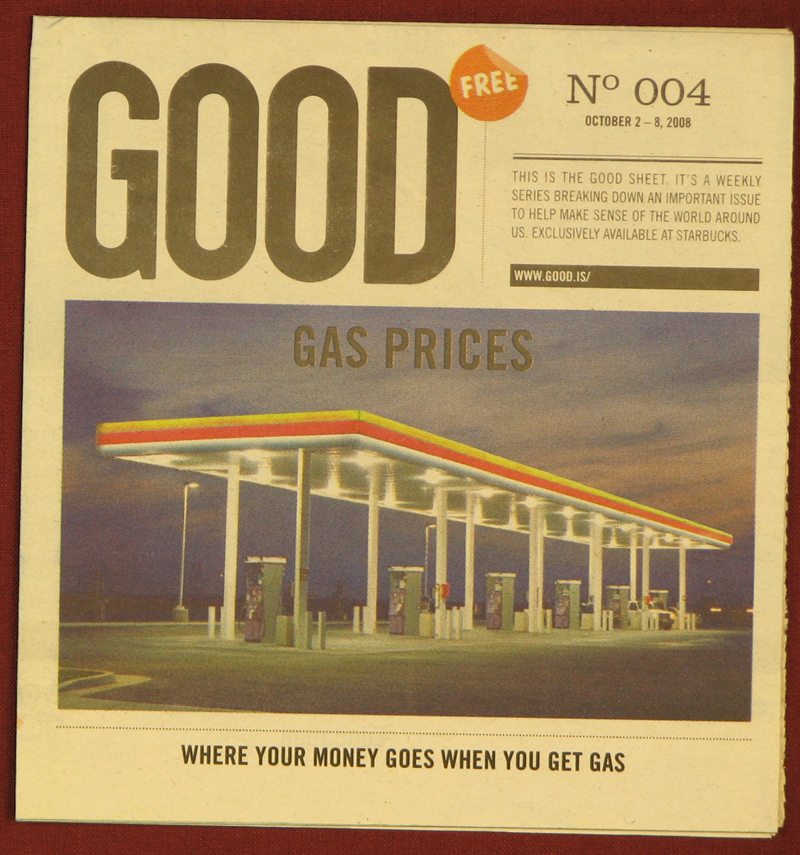 GOOD
FREE
Nº 004
OCTOBER 2 – 8, 2008
THIS IS THE GOOD SHEET. IT'S A WEEKLY
SERIES BREAKING DOWN AN IMPORTANT ISSUE
TO HELP MAKE SENSE OF THE WORLD AROUND
US. EXCLUSIVELY AVAILABLE AT STARBUCKS.
WWW.GOOD.IS/
GAS PRICES
WHERE YOUR MONEY GOES WHEN YOU GET GAS